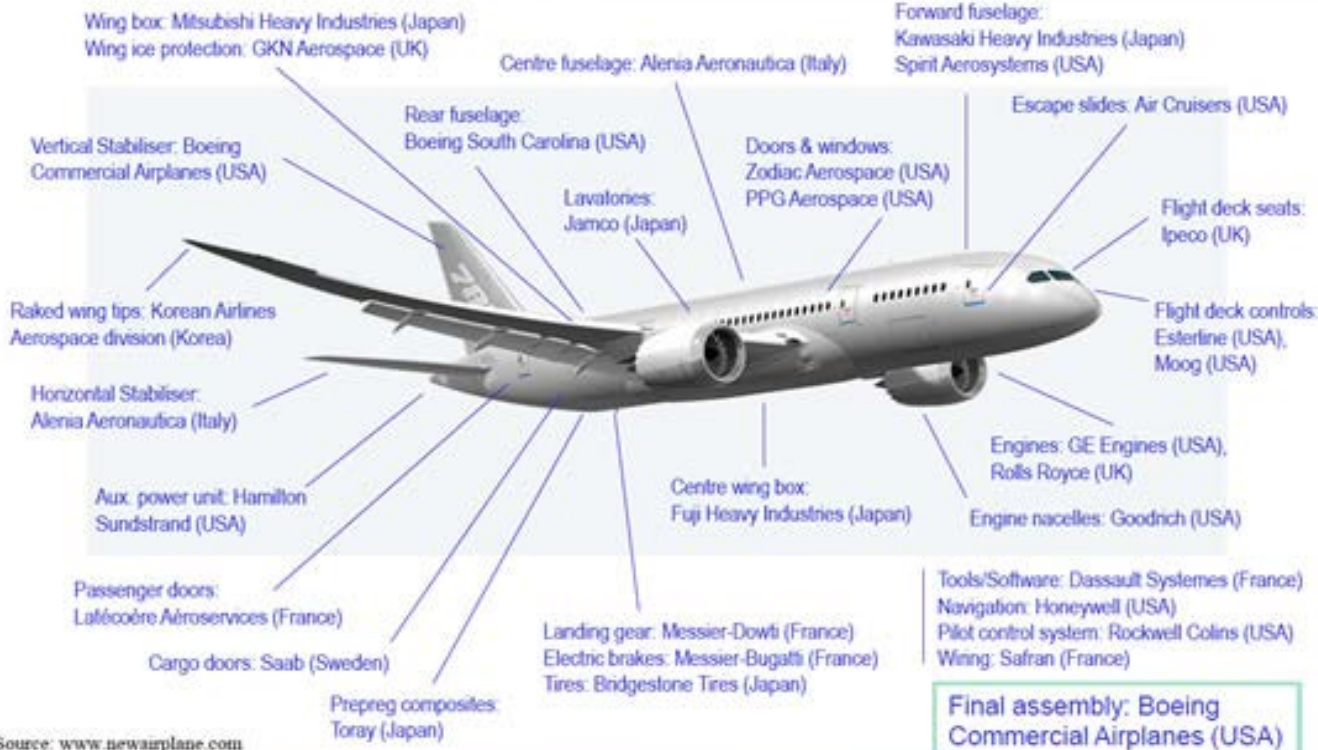 Wing box: Mitsubishi Heavy Industries (Japan)
Wing ice protection: GKN Aerospace (UK)
Forward fuselage:
Kawasaki Heavy Industries (Japan)
Spirit Aerosystems (USA)
Centre fuselage: Alenia Aeronautica (Italy)
Escape slides: Air Cruisers (USA)
Rear fuselage:
Boeing South Carolina (USA)
Vertical Stabiliser: Boeing
Commercial Airplanes (USA)
Doors & windows:
Zodiac Aerospace (USA)
PPG Aerospace (USA)
Lavatories:
Jamco (Japan)
Flight deck seats:
Ipeco (UK)
78
Raked wing tips: Korean Airlines
Aerospace division (Korea)
Flight deck controls:
Esterline (USA),
Moog (USA)
Horizontal Stabiliser:
Alenia Aeronautica (Italy)
Engines: GE Engines (USA),
Rolls Royce (UK)
Aux. power unit: Hamilton
Sundstrand (USA)
Centre wing box:
Fuji Heavy Industries (Japan)
Engine nacelles: Goodrich (USA)
Passenger doors:
Latécoère Aéroservices (France)
Tools/Software: Dassault Systemes (France)
Navigation: Honeywell (USA)
Pilot control system: Rockwell Colins (USA)
Wiring: Safran (France)
Landing gear: Messier-Dowti (France)
Electric brakes: Messier-Bugatti (France)
Tires: Bridgestone Tires (Japan)
Cargo doors: Saab (Sweden)
Prepreg composites:
Toray (Japan)
Final assembly: Boeing
Commercial Airplanes (USA)
Source: www.newairplane.com